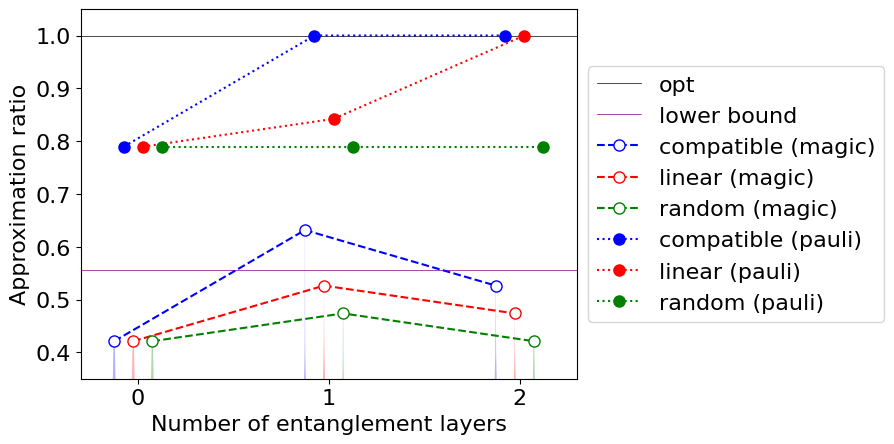 Approximation ratio
1.0
0.9
0.8
0.7
0.6
0.5
0.4
0
1
2
Number of entanglement layers
opt
lower bound
compatible (magic)
linear (magic)
random (magic)
compatible (pauli)
linear (pauli)
random (pauli)